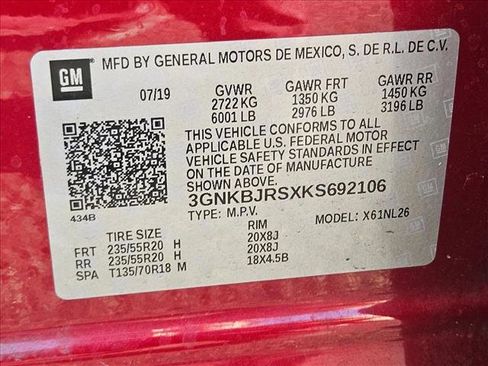 GM
MFD BY GENERAL MOTORS DE MEXICO, S. DE R.L. DE C.V.
07/19 GVWR GAWR FRT GAWR RR
2722 KG 1350 KG 1450 KG
6001 LB 2976 LB 3196 LB
THIS VEHICLE CONFORMS TO ALL
APPLICABLE U.S. FEDERAL MOTOR
VEHICLE SAFETY STANDARDS IN EFFECT
ON THE DATE OF MANUFACTURE
SHOWN ABOVE.
3GNKBJRSXKS692106
434B TYPE: M.P.V. MODEL: X61NL26
TIRE SIZE RIM
FRT 235/55R20 H 20X8J
RR 235/55R20 H 20X8J
SPA T135/70R18 M 18X4.5B